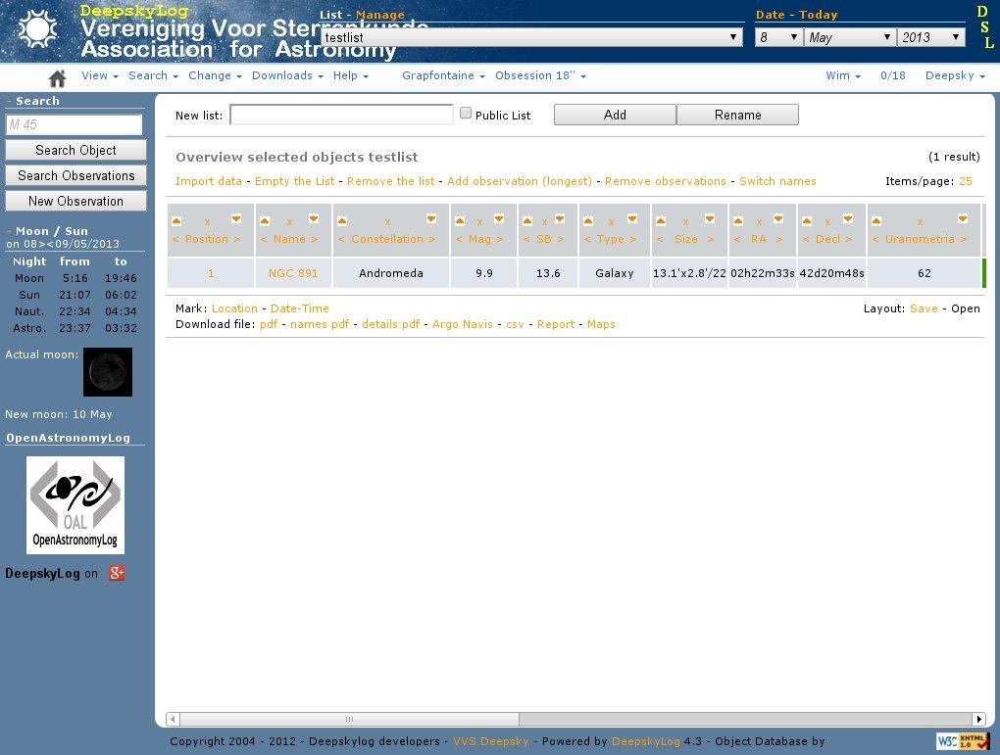 DeepskyLog
Vereniging Voor Sterrenkunde
Association for Astronomy
List - Manage
testlist
Date - Today
8 May 2013
D
S
L
View Search Change Downloads Help Grapfontaine Obsession 18" Wim 0/18 Deepsky
- Search
M 45
Search Object
Search Observations
New Observation
- Moon / Sun
on 08><09/05/2013
Night from to
Moon 5:16 19:46
Sun 21:07 06:02
Naut. 22:34 04:34
Astro. 23:37 03:32
Actual moon:
New moon: 10 May
OpenAstronomyLog
OAL
OpenAstronomyLog
DeepskyLog on g+
New list: Public List Add Rename
Overview selected objects testlist (1 result)
Import data - Empty the List - Remove the list - Add observation (longest) - Remove observations - Switch names Items/page: 25
x x x x x x x x x x
< Position > < Name > < Constellation > < Mag > < SB > < Type > < Size > < RA > < Decl > < Uranometria >
1 NGC 891 Andromeda 9.9 13.6 Galaxy 13.1'x2.8'/22 02h22m33s 42d20m48s 62
Mark: Location - Date-Time Layout: Save - Open
Download file: pdf - names pdf - details pdf - Argo Navis - csv - Report - Maps
Copyright 2004 - 2012 - Deepskylog developers - VVS Deepsky - Powered by DeepskyLog 4.3 - Object Database by
W3C XHTML 1.0